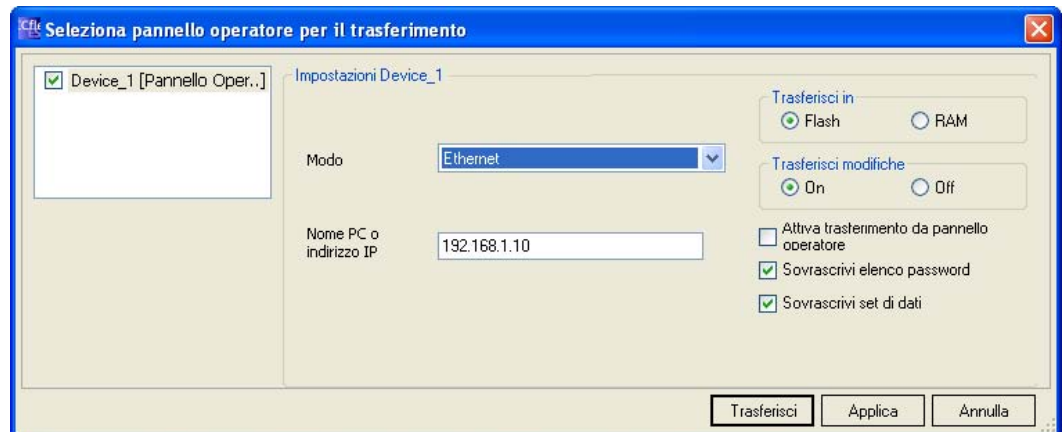 Seleziona pannello operatore per il trasferimento
Device_1 [Pannello Oper..]
Impostazioni Device_1
Modo
Ethernet
Nome PC o
indirizzo IP
192.168.1.10
Trasferisci in
Flash
RAM
Trasferisci modifiche
On
Off
Attiva trasferimento da pannello
operatore
Sovrascrivi elenco password
Sovrascrivi set di dati
Trasferisci
Applica
Annulla